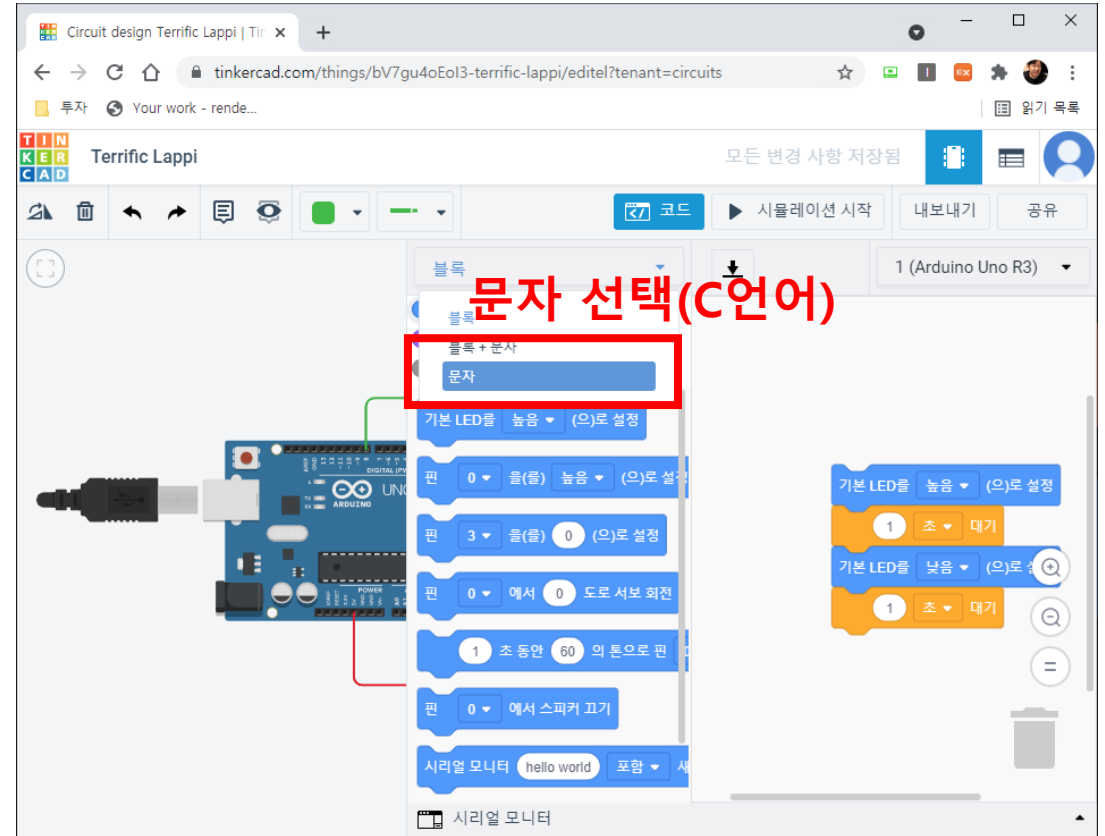 Circuit design Terrific Lappi | Tin
tinkercad.com/things/bV7gu4oEoI3-terrific-lappi/editel?tenant=circuits
투자
Your work - rende...
읽기 목록
TIN
KER
CAD
Terrific Lappi
모든 변경 사항 저장됨
코드
시뮬레이션 시작
내보내기
공유
블록
1 (Arduino Uno R3)
문자 선택(C언어)
블록
블록 + 문자
문자
기본 LED를 높음 (으)로 설정
핀 0 을(를) 높음 (으)로 설정
핀 3 을(를) 0 (으)로 설정
핀 0 에서 0 도로 서보 회전
1 초 동안 60 의 톤으로 핀
핀 0 에서 스피커 끄기
시리얼 모니터 hello world 포함 새
기본 LED를 높음 (으)로 설정
1 초 대기
기본 LED를 낮음 (으)로
1 초 대기
DIGITAL (PW
UNO
ARDUINO
POWER
시리얼 모니터